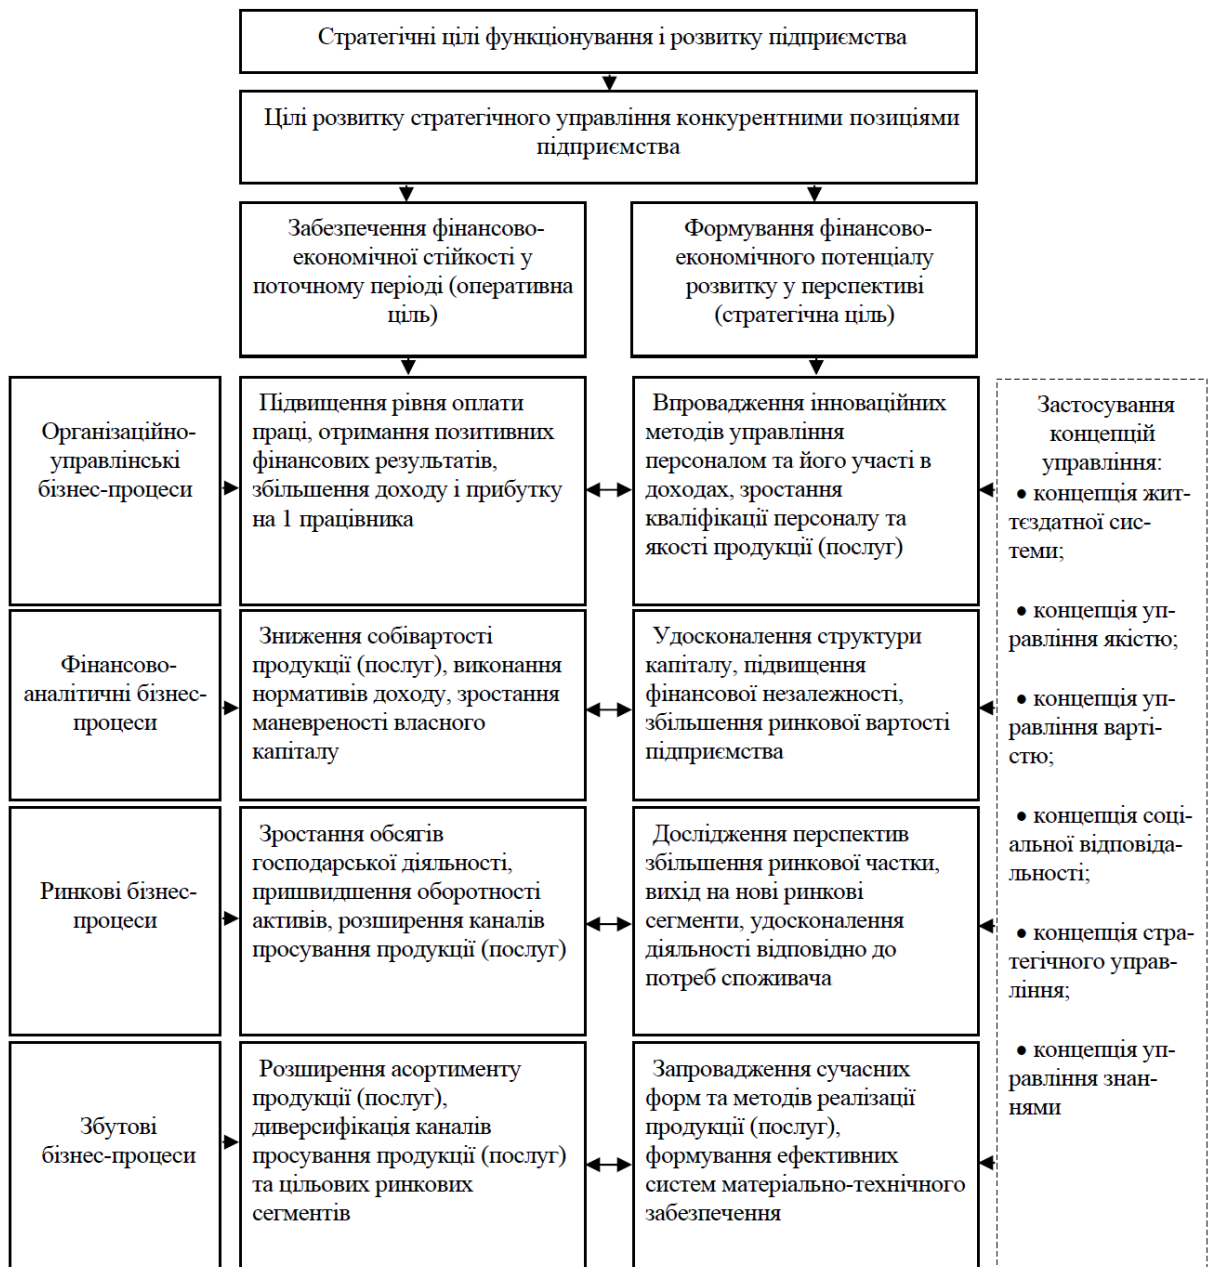 Стратегічні цілі функціонування і розвитку підприємства
Цілі розвитку стратегічного управління конкурентними позиціями
підприємства
Забезпечення фінансово-
економічної стійкості у
поточному періоді (оперативна
ціль)
Формування фінансово-
економічного потенціалу
розвитку у перспективі
(стратегічна ціль)
Організаційно-
управлінські
бізнес-процеси
Підвищення рівня оплати
праці, отримання позитивних
фінансових результатів,
збільшення доходу і прибутку
на 1 працівника
Впровадження інноваційних
методів управління
персоналом та його участі в
доходах, зростання
кваліфікації персоналу та
якості продукції (послуг)
Фінансово-
аналітичні бізнес-
процеси
Зниження собівартості
продукції (послуг), виконання
нормативів доходу, зростання
маневреності власного
капіталу
Удосконалення структури
капіталу, підвищення
фінансової незалежності,
збільшення ринкової вартості
підприємства
Ринкові бізнес-
процеси
Зростання обсягів
господарської діяльності,
пришвидшення оборотності
активів, розширення каналів
просування продукції (послуг)
Дослідження перспектив
збільшення ринкової частки,
вихід на нові ринкові
сегменти, удосконалення
діяльності відповідно до
потреб споживача
Збутові
бізнес-процеси
Розширення асортименту
продукції (послуг),
диверсифікація каналів
просування продукції (послуг)
та цільових ринкових
сегментів
Запровадження сучасних
форм та методів реалізації
продукції (послуг),
формування ефективних
систем матеріально-технічного
забезпечення
Застосування
концепцій
управління:
• концепція жит-
тєздатної сис-
теми;
• концепція уп-
равління якістю;
• концепція уп-
равління варті-
стю;
• концепція соці-
альної відповіда-
льності;
• концепція стра-
тегічного управ-
ління;
• концепція уп-
равління знан-
нями